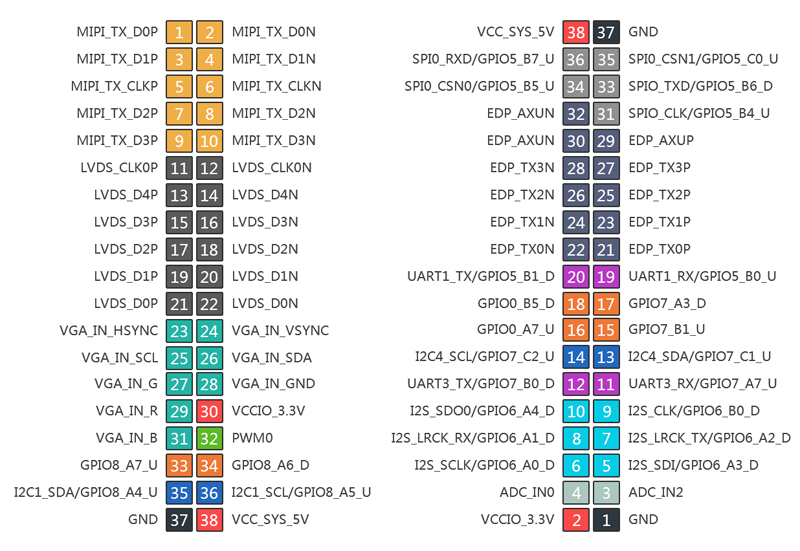 MIPI_TX_D0P 1 2 MIPI_TX_D0N
MIPI_TX_D1P 3 4 MIPI_TX_D1N
MIPI_TX_CLKP 5 6 MIPI_TX_CLKN
MIPI_TX_D2P 7 8 MIPI_TX_D2N
MIPI_TX_D3P 9 10 MIPI_TX_D3N
LVDS_CLK0P 11 12 LVDS_CLK0N
LVDS_D4P 13 14 LVDS_D4N
LVDS_D3P 15 16 LVDS_D3N
LVDS_D2P 17 18 LVDS_D2N
LVDS_D1P 19 20 LVDS_D1N
LVDS_D0P 21 22 LVDS_D0N
VGA_IN_HSYNC 23 24 VGA_IN_VSYNC
VGA_IN_SCL 25 26 VGA_IN_SDA
VGA_IN_G 27 28 VGA_IN_GND
VGA_IN_R 29 30 VCCIO_3.3V
VGA_IN_B 31 32 PWM0
GPIO8_A7_U 33 34 GPIO8_A6_D
I2C1_SDA/GPIO8_A4_U 35 36 I2C1_SCL/GPIO8_A5_U
GND 37 38 VCC_SYS_5V
VCC_SYS_5V 38 37 GND
SPI0_RXD/GPIO5_B7_U 36 35 SPI0_CSN1/GPIO5_C0_U
SPI0_CSN0/GPIO5_B5_U 34 33 SPIO_TXD/GPIO5_B6_D
EDP_AXUN 32 31 SPIO_CLK/GPIO5_B4_U
EDP_AXUN 30 29 EDP_AXUP
EDP_TX3N 28 27 EDP_TX3P
EDP_TX2N 26 25 EDP_TX2P
EDP_TX1N 24 23 EDP_TX1P
EDP_TX0N 22 21 EDP_TX0P
UART1_TX/GPIO5_B1_D 20 19 UART1_RX/GPIO5_B0_U
GPIO0_B5_D 18 17 GPIO7_A3_D
GPIO0_A7_U 16 15 GPIO7_B1_U
I2C4_SCL/GPIO7_C2_U 14 13 I2C4_SDA/GPIO7_C1_U
UART3_TX/GPIO7_B0_D 12 11 UART3_RX/GPIO7_A7_U
I2S_SDO0/GPIO6_A4_D 10 9 I2S_CLK/GPIO6_B0_D
I2S_LRCK_RX/GPIO6_A1_D 8 7 I2S_LRCK_TX/GPIO6_A2_D
I2S_SCLK/GPIO6_A0_D 6 5 I2S_SDI/GPIO6_A3_D
ADC_IN0 4 3 ADC_IN2
VCCIO_3.3V 2 1 GND